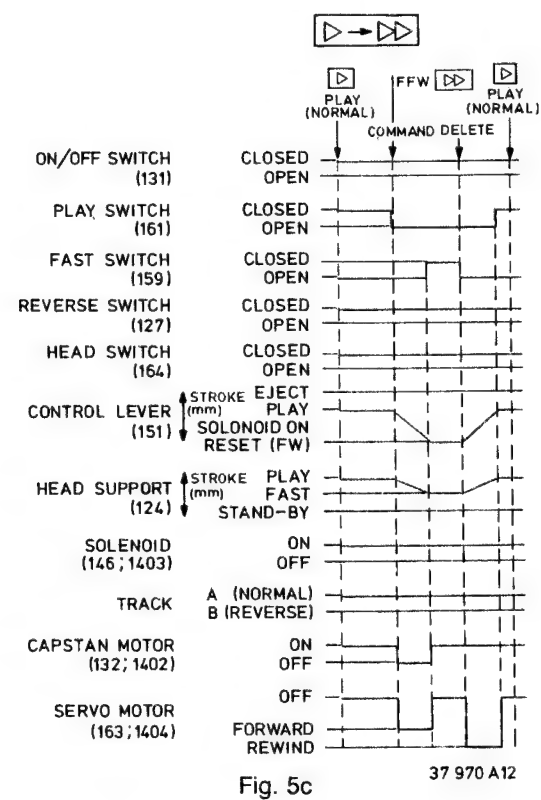 FFW
PLAY
(NORMAL)
PLAY
(NORMAL)
COMMAND DELETE
ON/OFF SWITCH CLOSED
(131) OPEN
PLAY SWITCH CLOSED
(161) OPEN
FAST SWITCH CLOSED
(159) OPEN
REVERSE SWITCH CLOSED
(127) OPEN
HEAD SWITCH CLOSED
(164) OPEN
STROKE EJECT
CONTROL LEVER (mm) PLAY
(151) SOLONOID ON
RESET (FW)
STROKE PLAY
HEAD SUPPORT (mm) FAST
(124) STAND-BY
SOLENOID ON
(146; 1403) OFF
TRACK A (NORMAL)
B (REVERSE)
CAPSTAN MOTOR ON
(132; 1402) OFF
SERVO MOTOR OFF
(163; 1404) FORWARD
REWIND
37 970 A12
Fig. 5c